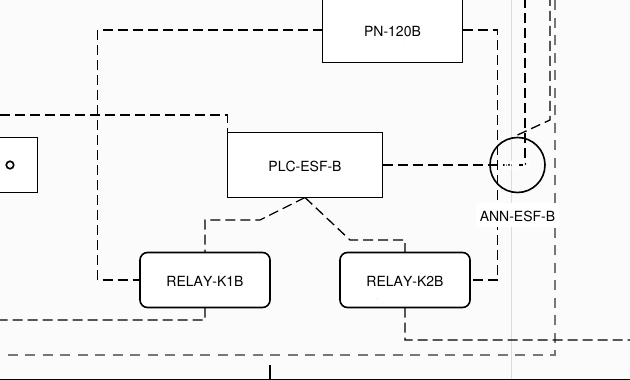 PN-120B
PLC-ESF-B
ANN-ESF-B
RELAY-K1B
RELAY-K2B